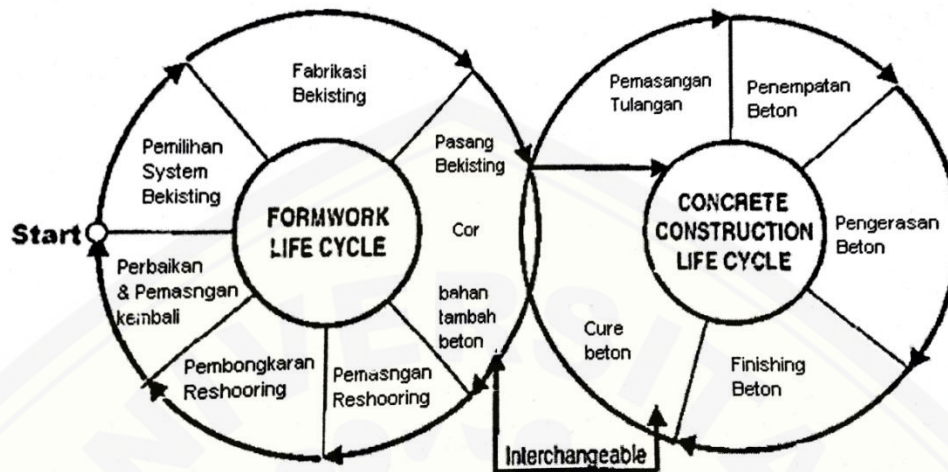 Fabrikasi
Bekisting
Pemilihan
System
Bekisting
Start
FORMWORK
LIFE CYCLE
Pasang
Bekisting
Cor
bahan
tambah
beton
Perbaikan
& Pemasngan
kembali
Pembongkaran
Reshooring
Pemasngan
Reshooring
Interchangeable
Pemasangan
Tulangan
Penempatan
Beton
CONCRETE
CONSTRUCTION
LIFE CYCLE
Pengerasan
Beton
Cure
beton
Finishing
Beton